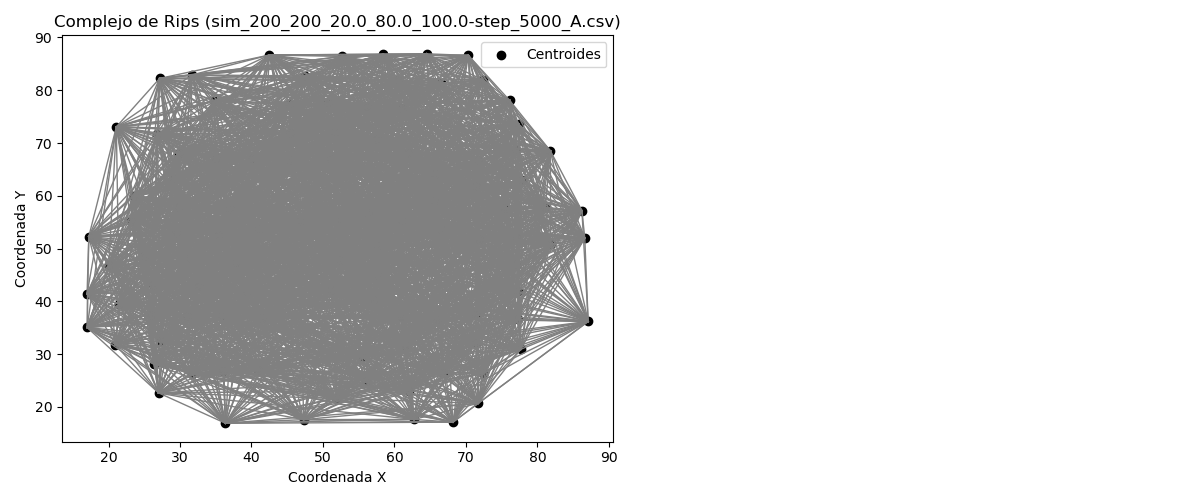 Complejo de Rips (sim_200_200_20.0_80.0_100.0-step_5000_A.csv)
Centroides
90
80
70
60
50
40
30
20
Coordenada Y
20 30 40 50 60 70 80 90
Coordenada X